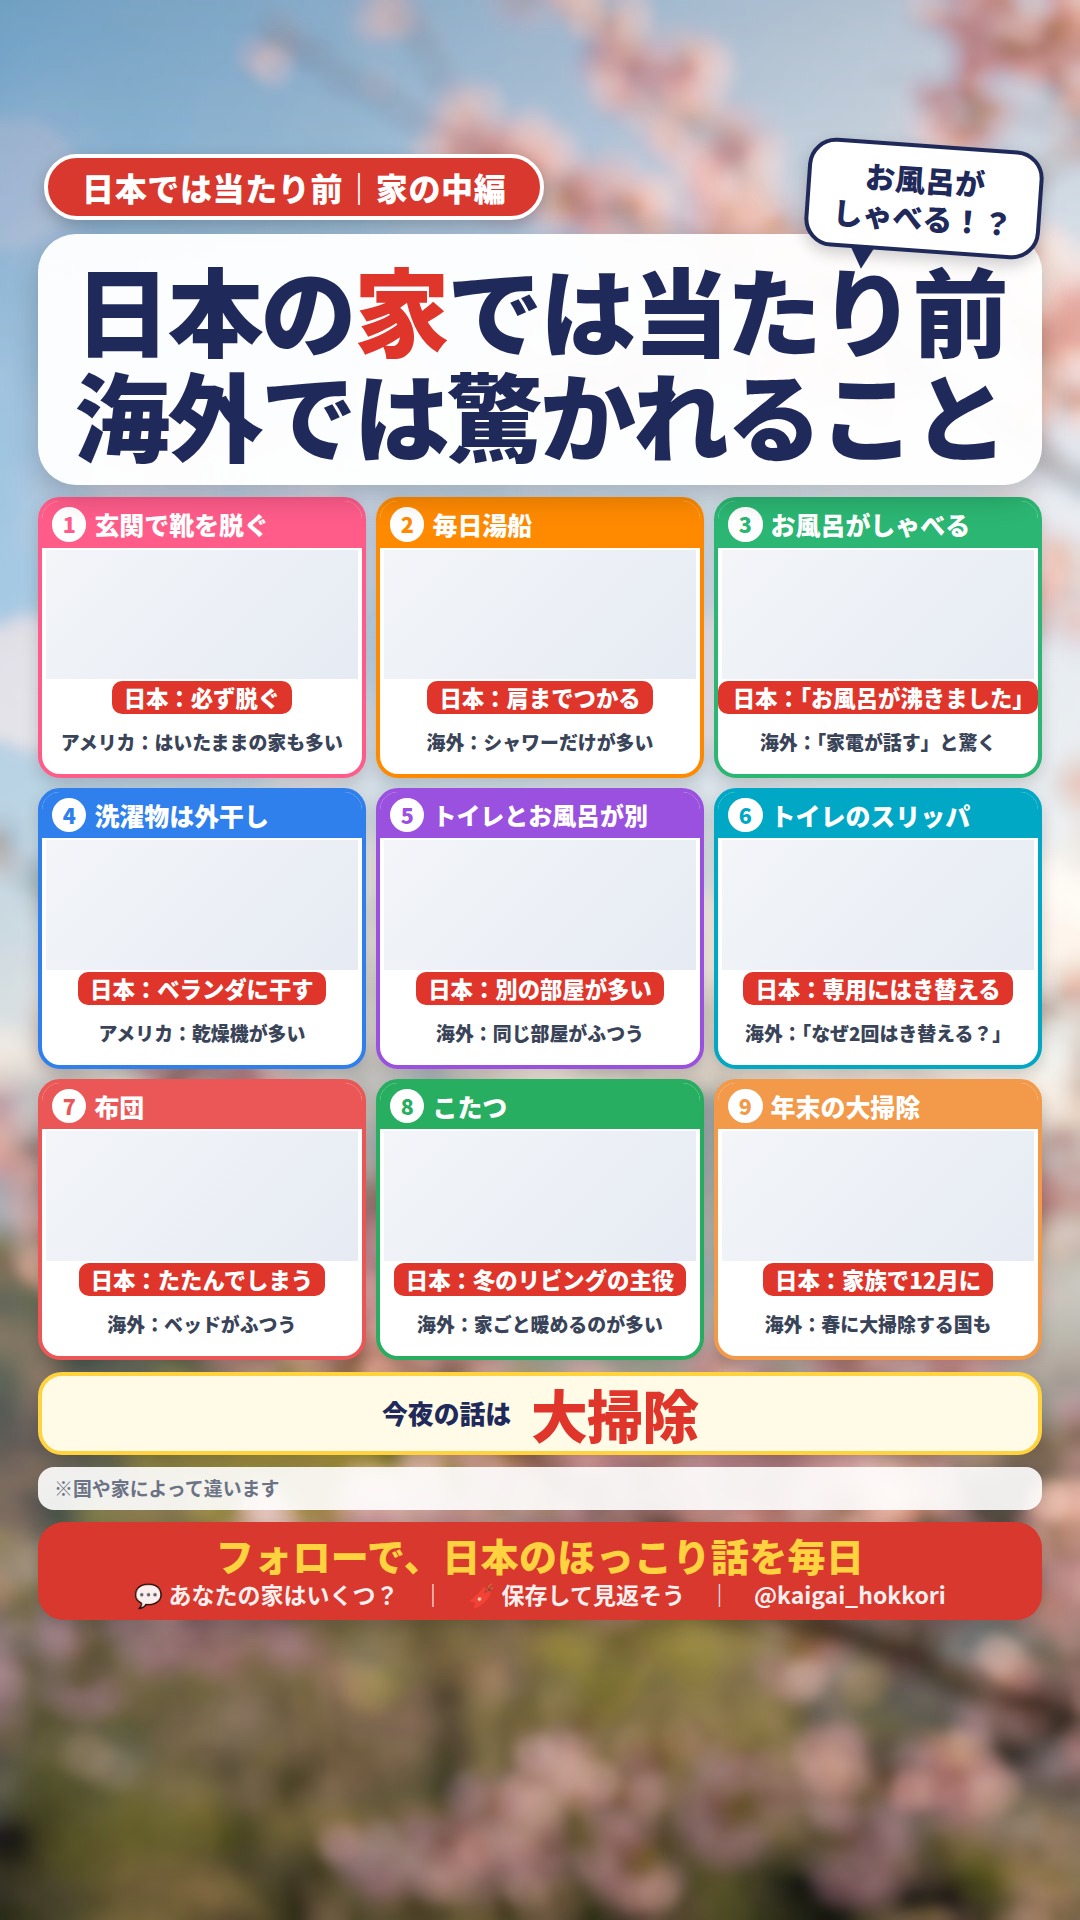 日本では当たり前｜家の中編
お風呂が
しゃべる！？
日本の家では当たり前
海外では驚かれること
1 玄関で靴を脱ぐ
日本：必ず脱ぐ
アメリカ：はいたままの家も多い
2 毎日湯船
日本：肩までつかる
海外：シャワーだけが多い
3 お風呂がしゃべる
日本：「お風呂が沸きました」
海外：「家電が話す」と驚く
4 洗濯物は外干し
日本：ベランダに干す
アメリカ：乾燥機が多い
5 トイレとお風呂が別
日本：別の部屋が多い
海外：同じ部屋がふつう
6 トイレのスリッパ
日本：専用にはき替える
海外：「なぜ2回はき替える？」
7 布団
日本：たたんでしまう
海外：ベッドがふつう
8 こたつ
日本：冬のリビングの主役
海外：家ごと暖めるのが多い
9 年末の大掃除
日本：家族で12月に
海外：春に大掃除する国も
今夜の話は 大掃除
※国や家によって違います
フォローで、日本のほっこり話を毎日
💬 あなたの家はいくつ？ ｜ 🔖 保存して見返そう ｜ @kaigai_hokkori